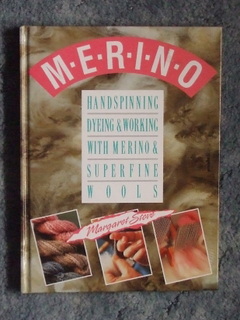 M·E·R·I·N·O
HANDSPINNING
DYEING & WORKING
WITH MERINO &
SUPERFINE
WOOLS
Margaret Stove